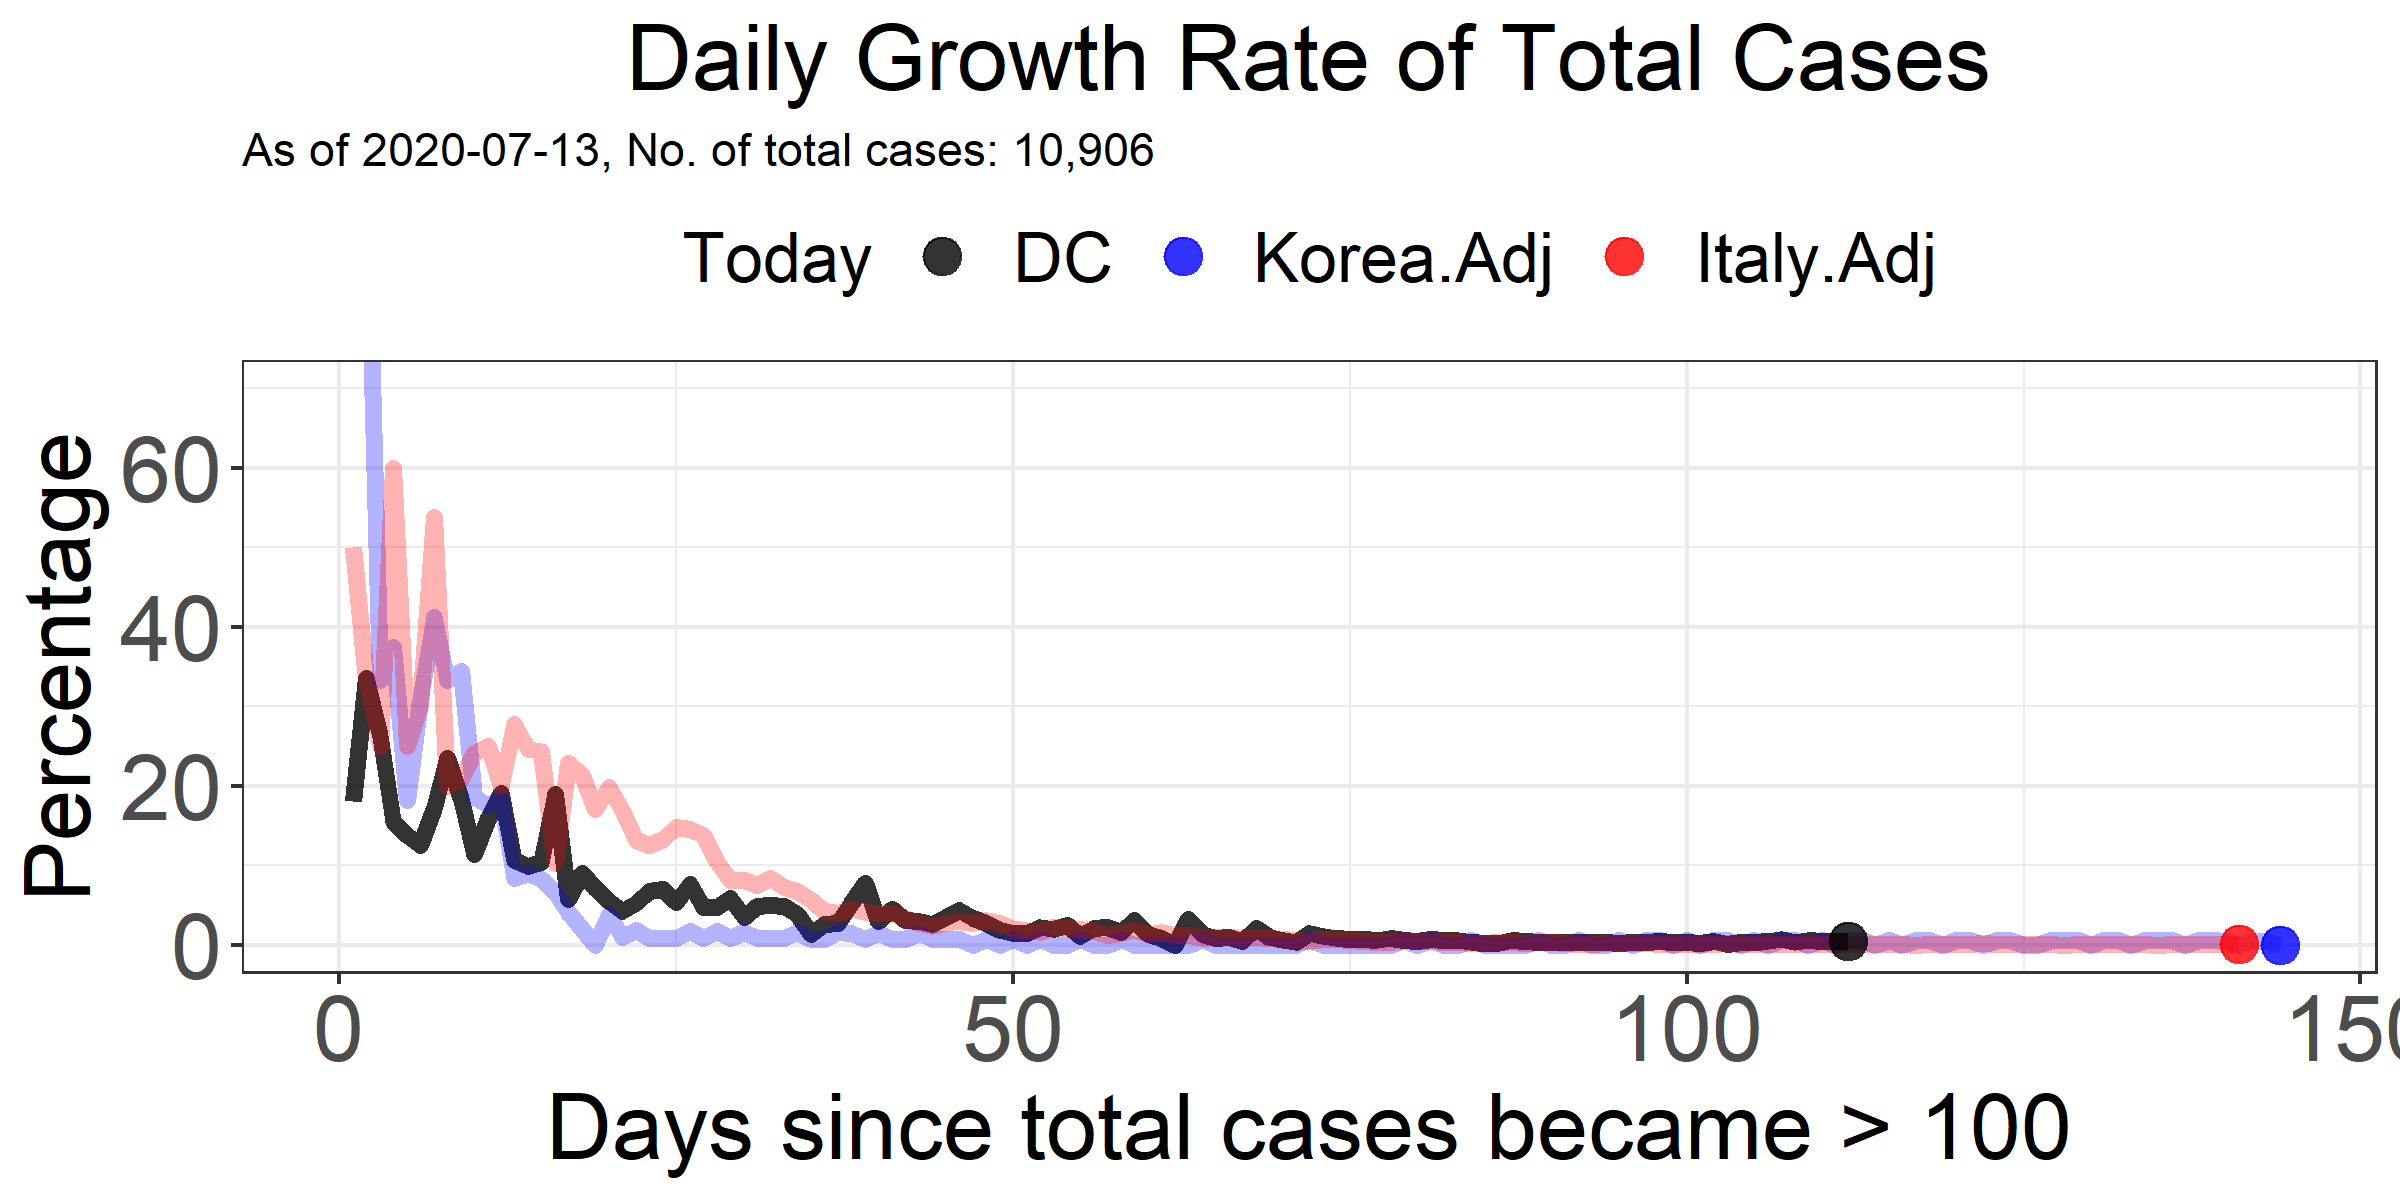 Daily Growth Rate of Total Cases
As of 2020-07-13, No. of total cases: 10,906
Today DC Korea.Adj Italy.Adj
Percentage
60
40
20
0
0 50 100 150
Days since total cases became > 100